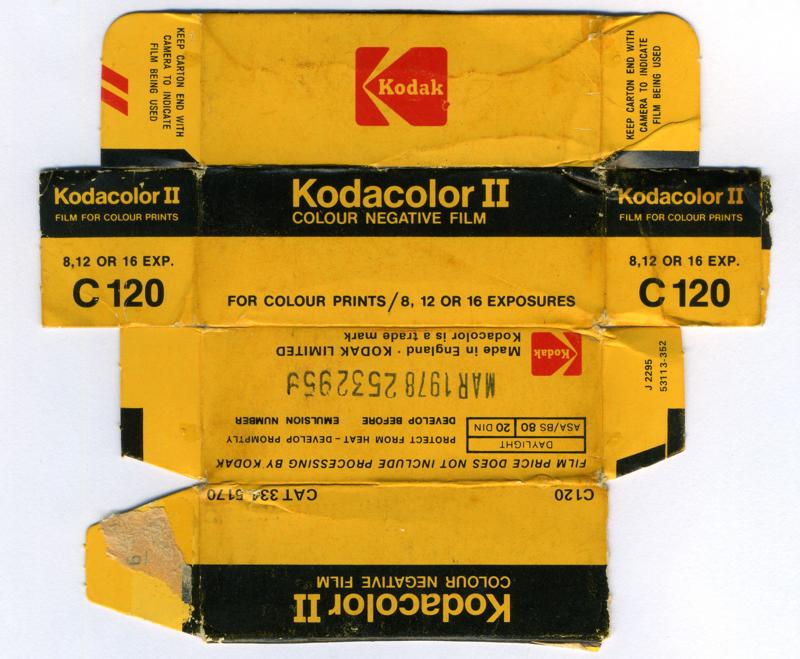 KEEP CARTON END WITH
CAMERA TO INDICATE
FILM BEING USED
Kodak
KEEP CARTON END WITH
CAMERA TO INDICATE
FILM BEING USED
Kodacolor II
FILM FOR COLOUR PRINTS
8,12 OR 16 EXP.
C 120
Kodacolor II
COLOUR NEGATIVE FILM
FOR COLOUR PRINTS/8, 12 OR 16 EXPOSURES
Kodacolor II
FILM FOR COLOUR PRINTS
8,12 OR 16 EXP.
C 120
FILM PRICE DOES NOT INCLUDE PROCESSING BY KODAK
DAYLIGHT
ASA/BS 80 20 DIN
PROTECT FROM HEAT – DEVELOP PROMPTLY
DEVELOP BEFORE EMULSION NUMBER
MAR 1978 2532959
Made in England · KODAK LIMITED
Kodacolor is a trade mark
Kodak
J 2295
53113-352
Kodacolor II
COLOUR NEGATIVE FILM
C120
CAT 334 5170